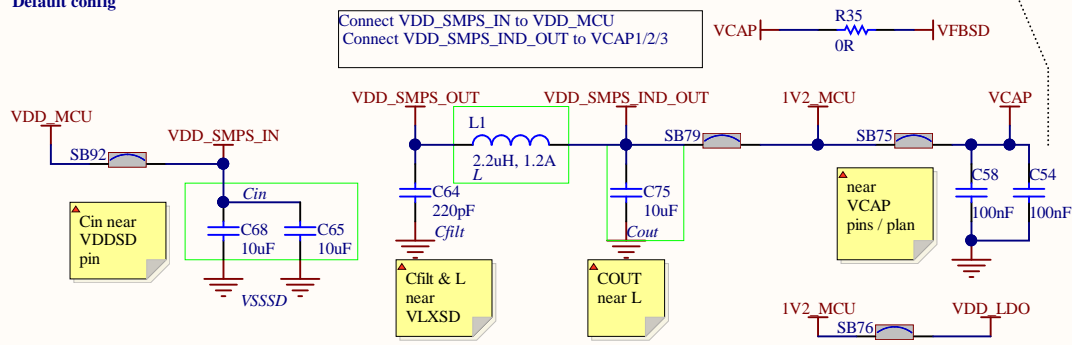 Default config
Connect VDD_SMPS_IN to VDD_MCU
Connect VDD_SMPS_IND_OUT to VCAP1/2/3
VCAP
R35
0R
VFBSD
VDD_MCU
SB92
VDD_SMPS_IN
Cin
C68
10uF
C65
10uF
VSSSD
Cin near
VDDSD
pin
VDD_SMPS_OUT
L1
2.2uH, 1.2A
L
C64
220pF
Cfilt
Cfilt & L
near
VLXSD
VDD_SMPS_IND_OUT
C75
10uF
Cout
COUT
near L
SB79
1V2_MCU
SB75
VCAP
near
VCAP
pins / plan
C58
100nF
C54
100nF
1V2_MCU
SB76
VDD_LDO